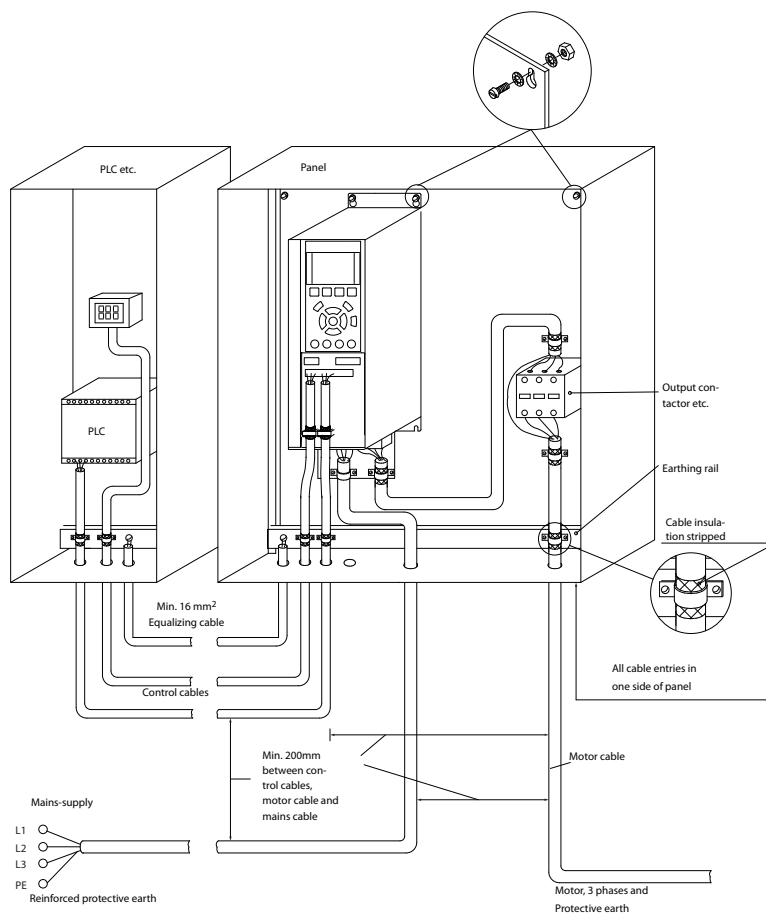 PLC etc.
Panel
PLC
Output con-
tactor etc.
Earthing rail
Cable insula-
tion stripped
Min. 16 mm²
Equalizing cable
Control cables
All cable entries in
one side of panel
Min. 200mm
between con-
trol cables,
motor cable and
mains cable
Motor cable
Mains-supply
L1
L2
L3
PE
Reinforced protective earth
Motor, 3 phases and
Protective earth